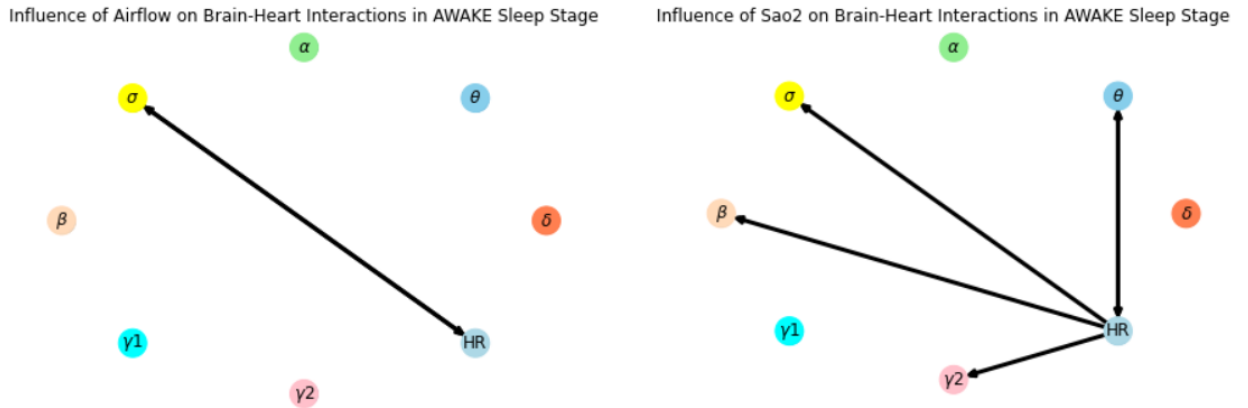 Influence of Airflow on Brain-Heart Interactions in AWAKE Sleep Stage
α
σ
θ
β
δ
γ1
HR
γ2
Influence of Sao2 on Brain-Heart Interactions in AWAKE Sleep Stage
α
σ
θ
β
δ
γ1
HR
γ2